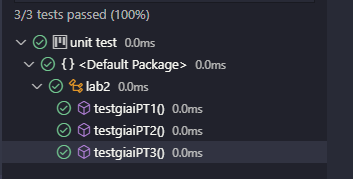 3/3 tests passed (100%)
unit test 0.0ms
{} <Default Package> 0.0ms
lab2 0.0ms
testgiaiPT1() 0.0ms
testgiaiPT2() 0.0ms
testgiaiPT3() 0.0ms